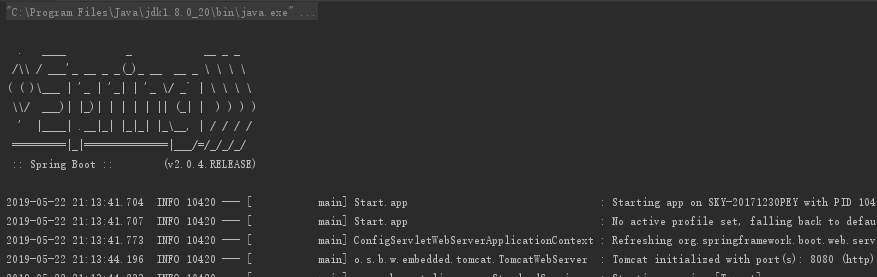 "C:\Program Files\Java\jdk1.8.0_20\bin\java.exe" ...
  .   ____          _            __ _ _
 /\\ / ___'_ __ _ _(_)_ __  __ _ \ \ \ \
( ( )\___ | '_ | '_| | '_ \/ _` | \ \ \ \
 \\/  ___)| |_)| | | | | || (_| |  ) ) ) )
  '  |____| .__|_| |_|_| |_\__, | / / / /
 =========|_|==============|___/=/_/_/_/
 :: Spring Boot ::        (v2.0.4.RELEASE)
2019-05-22 21:13:41.704  INFO 10420 --- [           main] Start.app                                : Starting app on SKY-20171230PEY with PID 104
2019-05-22 21:13:41.707  INFO 10420 --- [           main] Start.app                                : No active profile set, falling back to defau
2019-05-22 21:13:41.773  INFO 10420 --- [           main] ConfigServletWebServerApplicationContext : Refreshing org.springframework.boot.web.serv
2019-05-22 21:13:44.196  INFO 10420 --- [           main] o.s.b.w.embedded.tomcat.TomcatWebServer  : Tomcat initialized with port(s): 8080 (http)